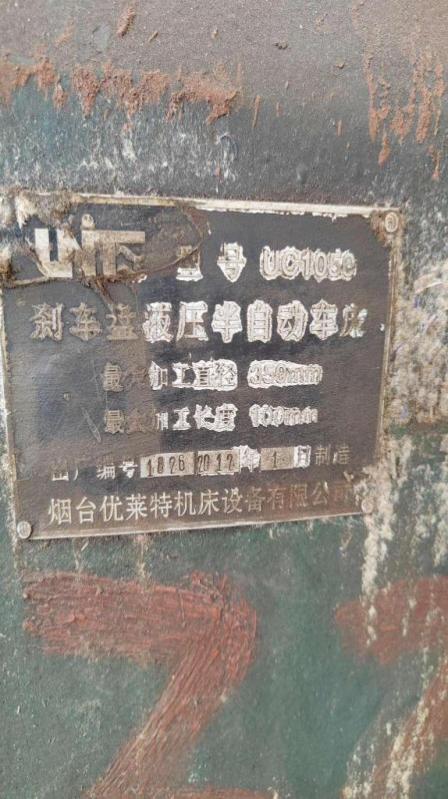 型号 UC1050
刹车盘液压半自动车床
最大加工直径 350mm
最大加工长度 100mm
出厂编号 1826 2012年 1 月 制造
烟台优莱特机床设备有限公司